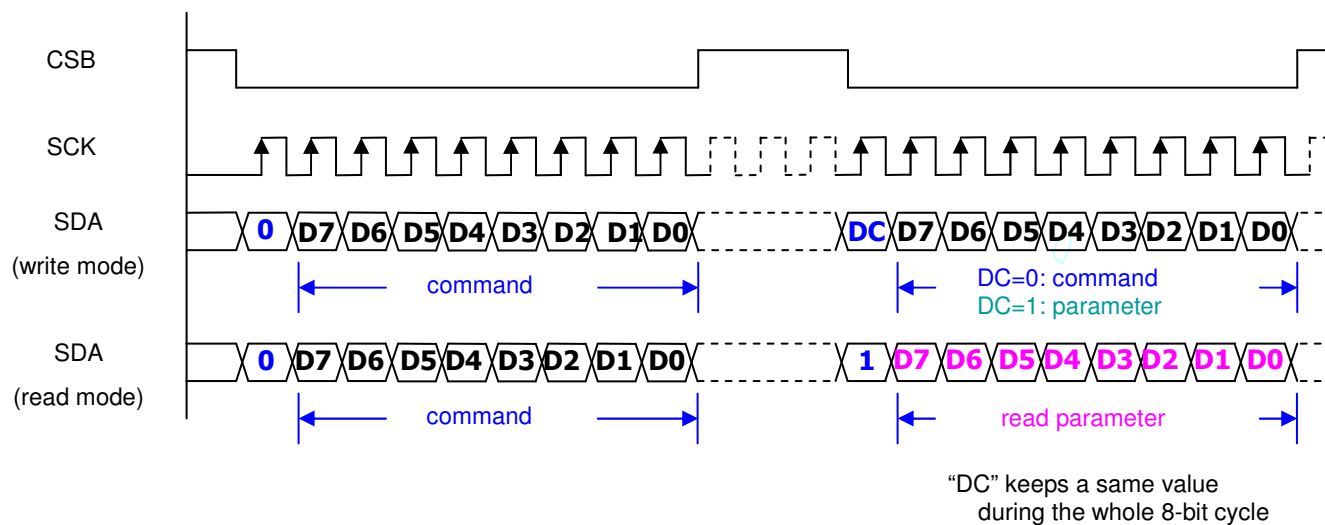 CSB
SCK
SDA
(write mode)
0 D7 D6 D5 D4 D3 D2 D1 D0
DC D7 D6 D5 D4 D3 D2 D1 D0
command
DC=0: command
DC=1: parameter
SDA
(read mode)
0 D7 D6 D5 D4 D3 D2 D1 D0
1 D7 D6 D5 D4 D3 D2 D1 D0
command
read parameter
“DC” keeps a same value
during the whole 8-bit cycle